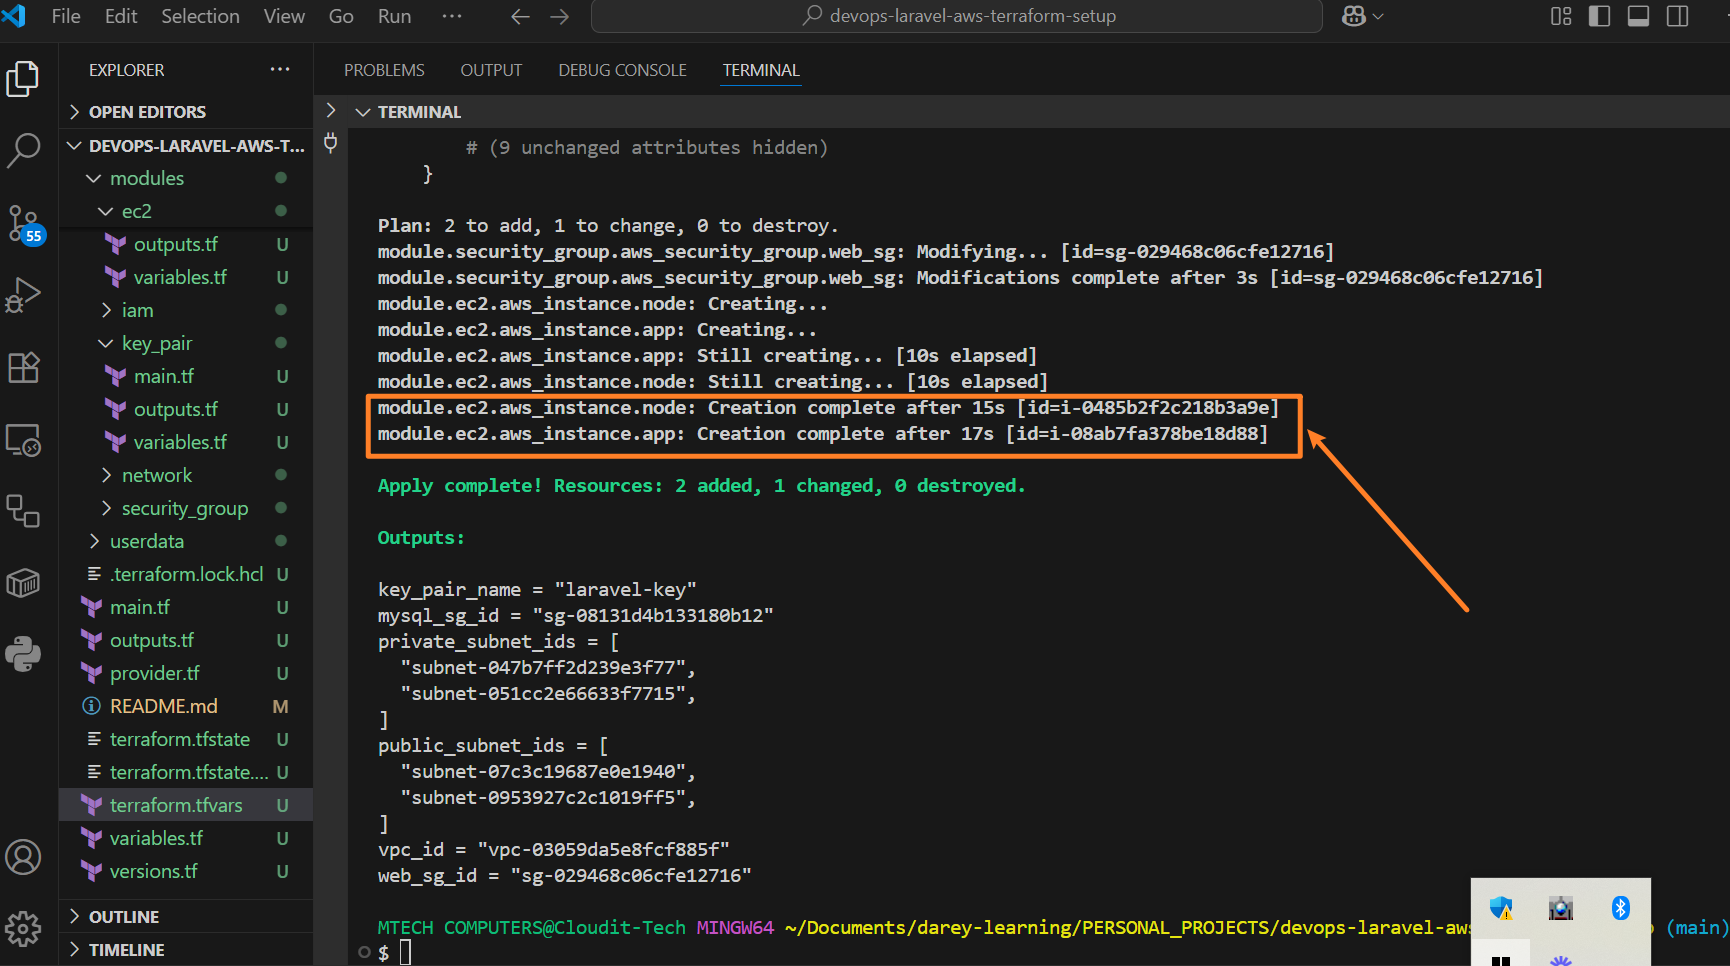 File Edit Selection View Go Run ···
devops-laravel-aws-terraform-setup
EXPLORER ···
OPEN EDITORS
DEVOPS-LARAVEL-AWS-T...
modules
ec2
outputs.tf U
variables.tf U
iam
key_pair
main.tf U
outputs.tf U
variables.tf U
network
security_group
userdata
.terraform.lock.hcl U
main.tf U
outputs.tf U
provider.tf U
README.md M
terraform.tfstate U
terraform.tfstate.... U
terraform.tfvars U
variables.tf U
versions.tf U
OUTLINE
TIMELINE
55
PROBLEMS OUTPUT DEBUG CONSOLE TERMINAL
TERMINAL
# (9 unchanged attributes hidden)
}
Plan: 2 to add, 1 to change, 0 to destroy.
module.security_group.aws_security_group.web_sg: Modifying... [id=sg-029468c06cfe12716]
module.security_group.aws_security_group.web_sg: Modifications complete after 3s [id=sg-029468c06cfe12716]
module.ec2.aws_instance.node: Creating...
module.ec2.aws_instance.app: Creating...
module.ec2.aws_instance.app: Still creating... [10s elapsed]
module.ec2.aws_instance.node: Still creating... [10s elapsed]
module.ec2.aws_instance.node: Creation complete after 15s [id=i-0485b2f2c218b3a9e]
module.ec2.aws_instance.app: Creation complete after 17s [id=i-08ab7fa378be18d88]
Apply complete! Resources: 2 added, 1 changed, 0 destroyed.
Outputs:
key_pair_name = "laravel-key"
mysql_sg_id = "sg-08131d4b133180b12"
private_subnet_ids = [
"subnet-047b7ff2d239e3f77",
"subnet-051cc2e66633f7715",
]
public_subnet_ids = [
"subnet-07c3c19687e0e1940",
"subnet-0953927c2c1019ff5",
]
vpc_id = "vpc-03059da5e8fcf885f"
web_sg_id = "sg-029468c06cfe12716"
MTECH COMPUTERS@Cloudit-Tech MINGW64 ~/Documents/darey-learning/PERSONAL_PROJECTS/devops-laravel-aws (main)
$